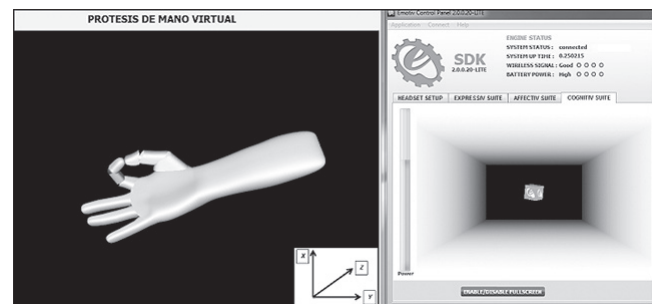 PROTESIS DE MANO VIRTUAL
X
Z
Y
Emotiv Control Panel 2.0.0.20-LITE
Application Connect Help
SDK
2.0.0.20-LITE
ENGINE STATUS
SYSTEM STATUS : connected
SYSTEM UP TIME : 0.250215
WIRELESS SIGNAL : Good
BATTERY POWER : High
HEADSET SETUP EXPRESSIV SUITE AFFECTIV SUITE COGNITIV SUITE
Power
ENABLE/DISABLE FULLSCREEN